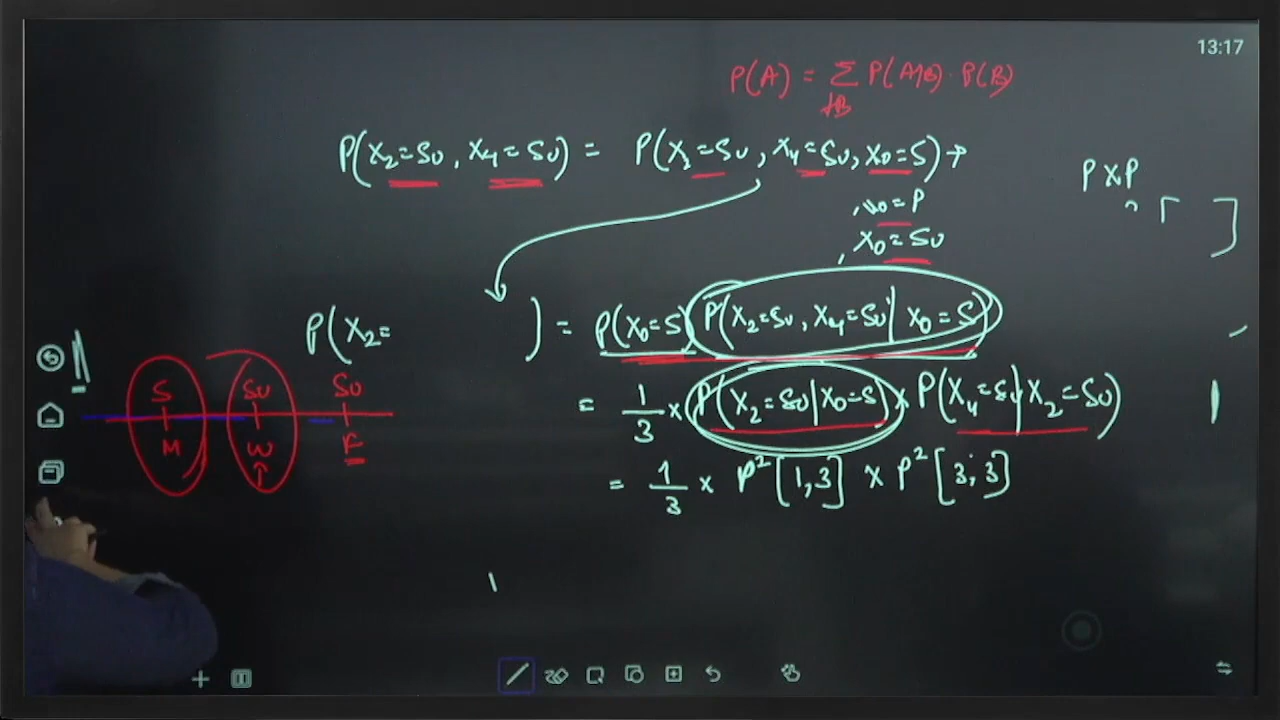 13:17
P(A) = Σ P(A|B) · P(B)
∀B
P(X₂=Su, X₄=Su) = P(X₂=Su, X₄=Su, X₀=S) +
P×P
, X₀=P
[ ]
, X₀=Su
P(X₂= ) = P(X₀=S) P(X₂=Su, X₄=Su | X₀=S)
S Su Su
= 1/3 × P(X₂=Su|X₀=S) × P(X₄=Su|X₂=Su)
M W F
= 1/3 × P²[1,3] × P²[3,3]